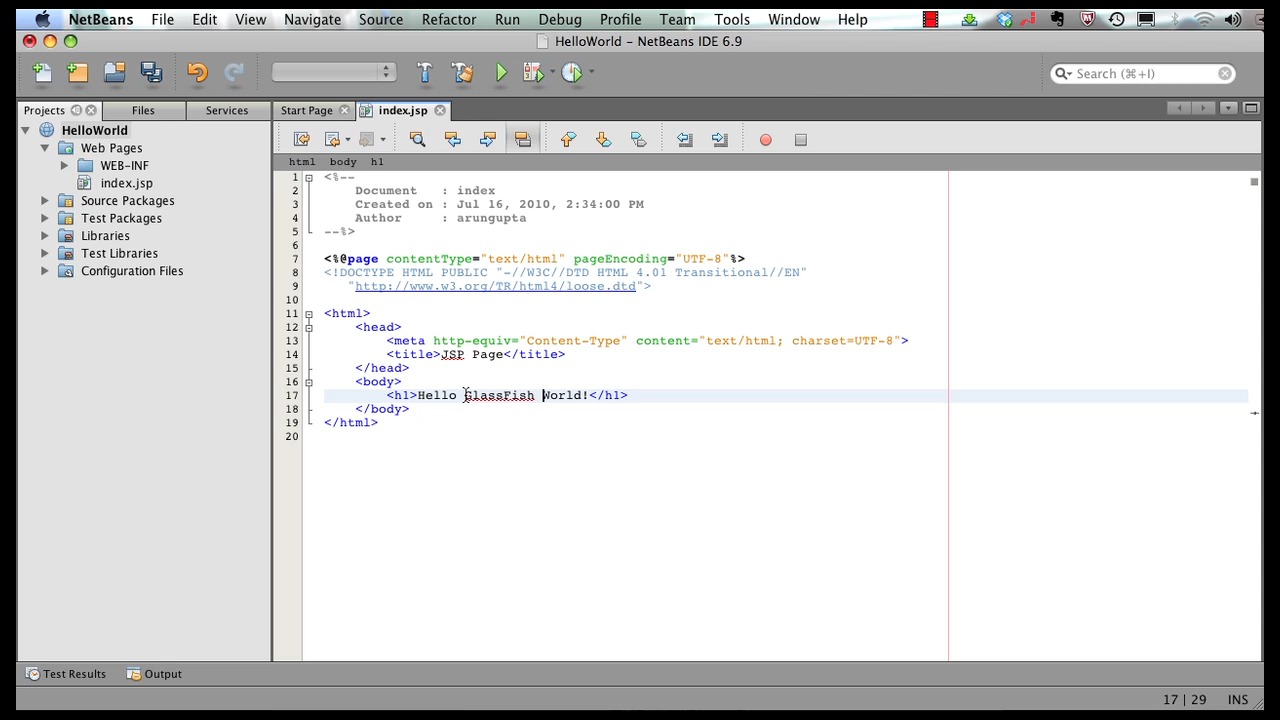 NetBeans File Edit View Navigate Source Refactor Run Debug Profile Team Tools Window Help
HelloWorld – NetBeans IDE 6.9
Search (⌘+I)
Projects Files Services Start Page index.jsp
HelloWorld
Web Pages
WEB-INF
index.jsp
Source Packages
Test Packages
Libraries
Test Libraries
Configuration Files
html body h1
1 <%--
2 Document : index
3 Created on : Jul 16, 2010, 2:34:00 PM
4 Author : arungupta
5 --%>
6
7 <%@page contentType="text/html" pageEncoding="UTF-8"%>
8 <!DOCTYPE HTML PUBLIC "-//W3C//DTD HTML 4.01 Transitional//EN"
9 "http://www.w3.org/TR/html4/loose.dtd">
10
11 <html>
12 <head>
13 <meta http-equiv="Content-Type" content="text/html; charset=UTF-8">
14 <title>JSP Page</title>
15 </head>
16 <body>
17 <h1>Hello GlassFish World!</h1>
18 </body>
19 </html>
20
Test Results Output
17 | 29 INS